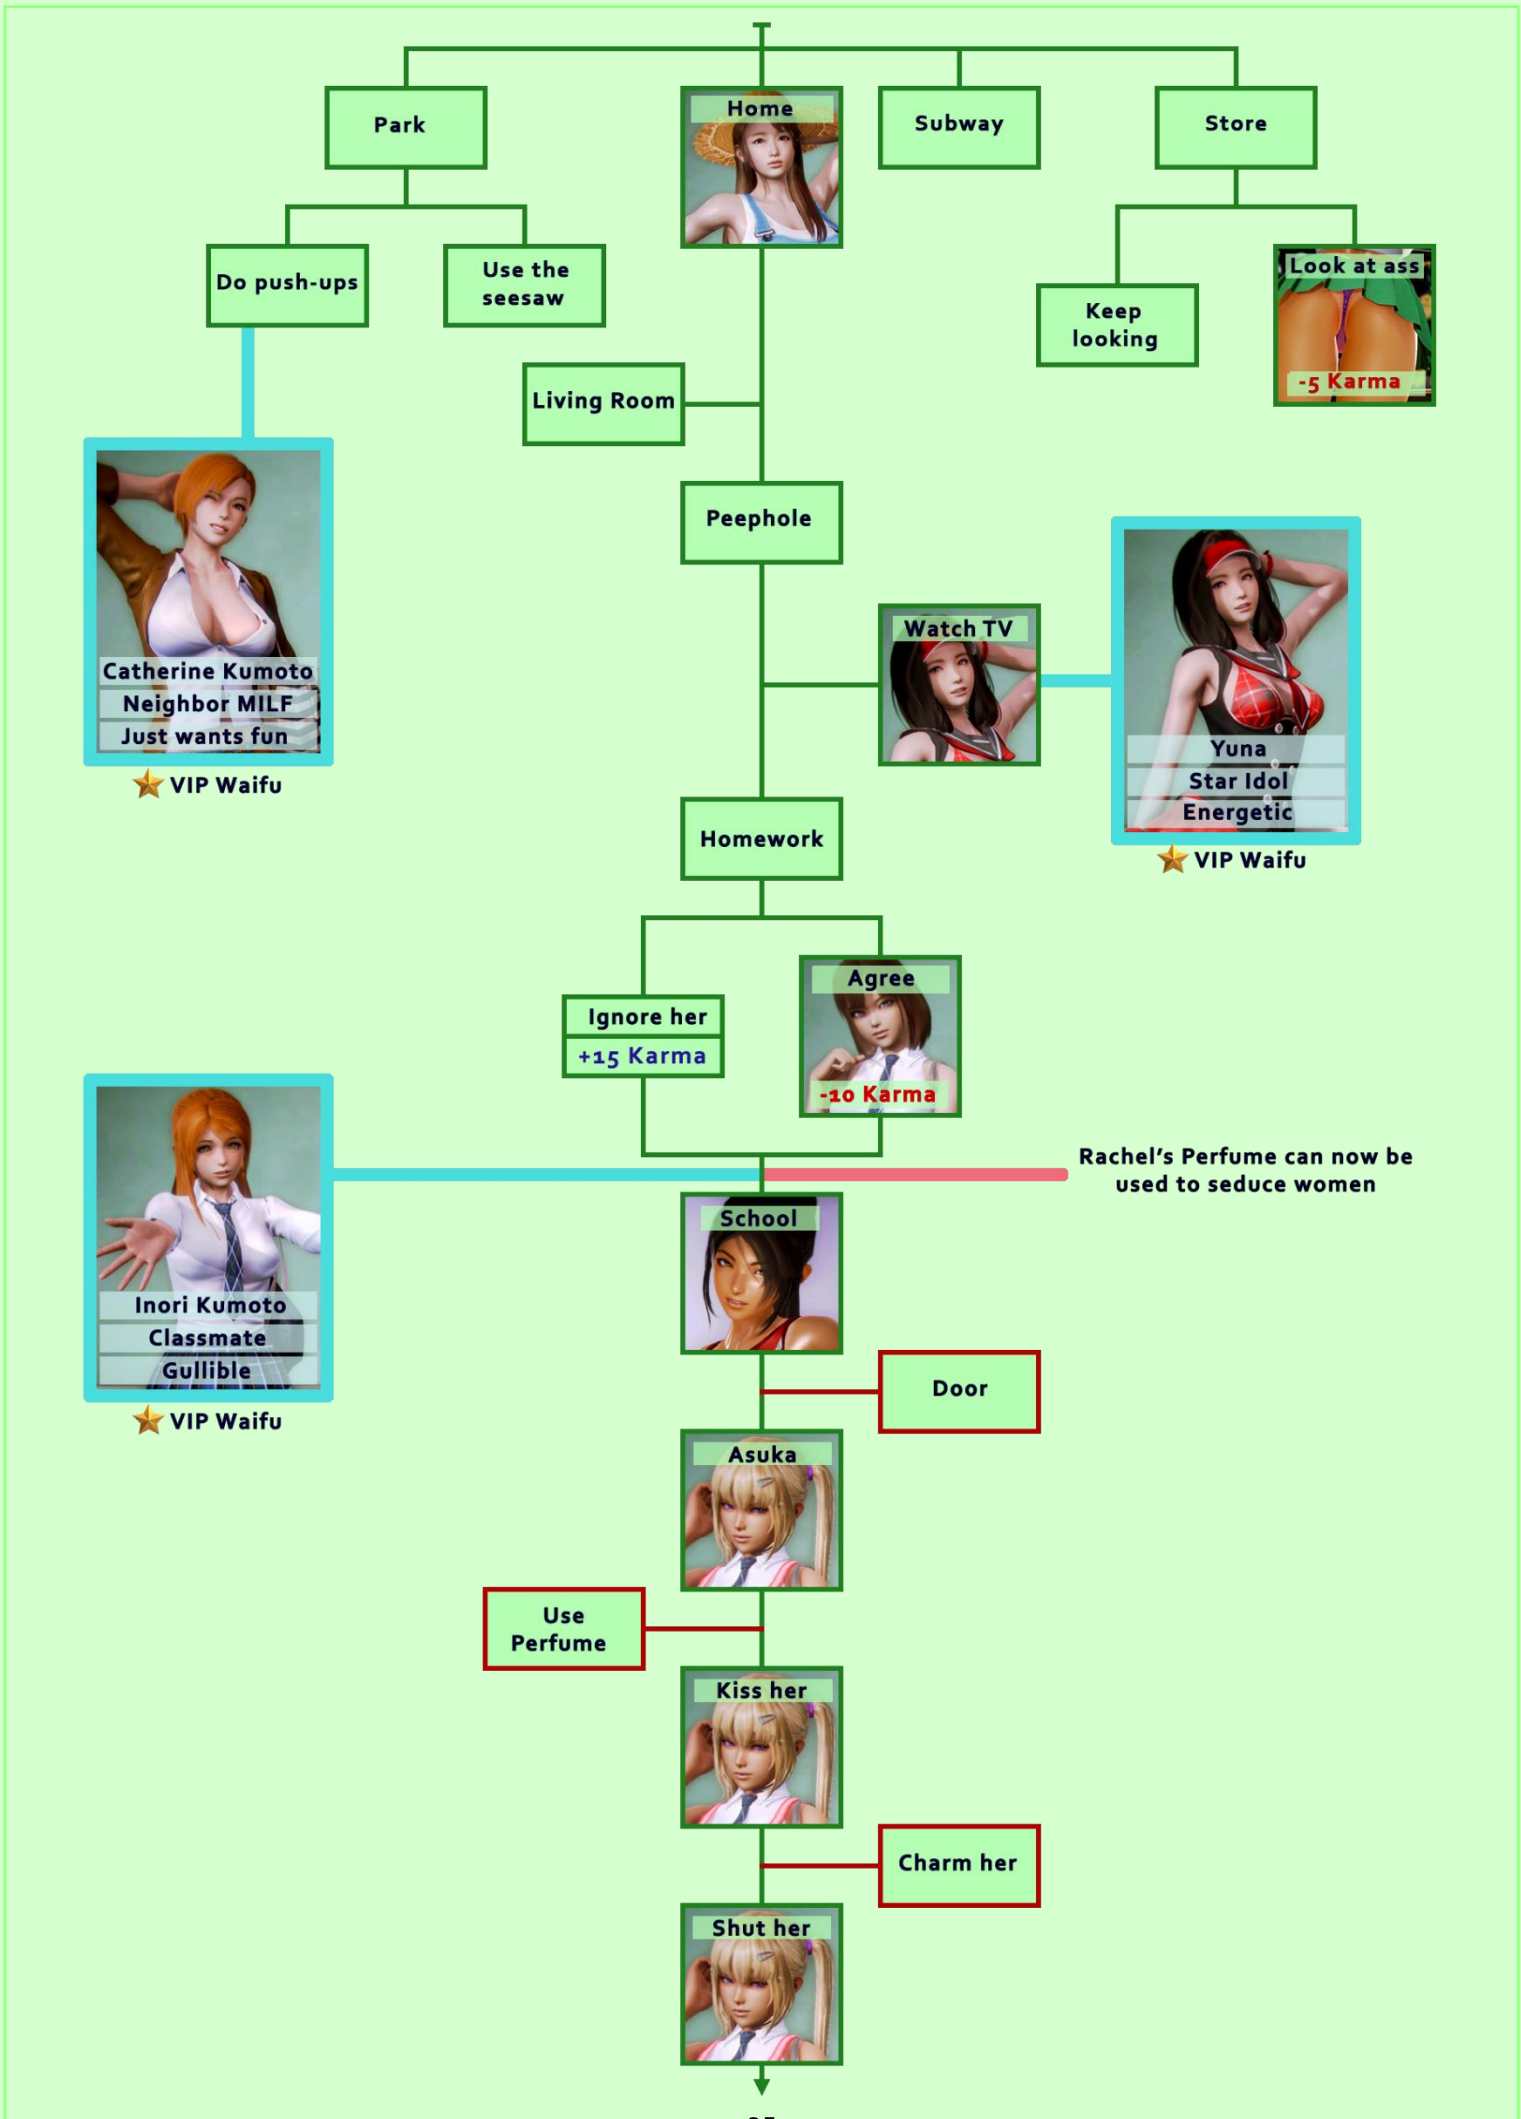 Park
Home
Subway
Store
Do push-ups
Use the
seesaw
Look at ass
Keep
looking
-5 Karma
Living Room
Peephole
Watch TV
Catherine Kumoto
Neighbor MILF
Just wants fun
VIP Waifu
Yuna
Star Idol
Energetic
VIP Waifu
Homework
Agree
Ignore her
+15 Karma
-10 Karma
Rachel's Perfume can now be
used to seduce women
School
Inori Kumoto
Classmate
Gullible
VIP Waifu
Door
Asuka
Use
Perfume
Kiss her
Charm her
Shut her